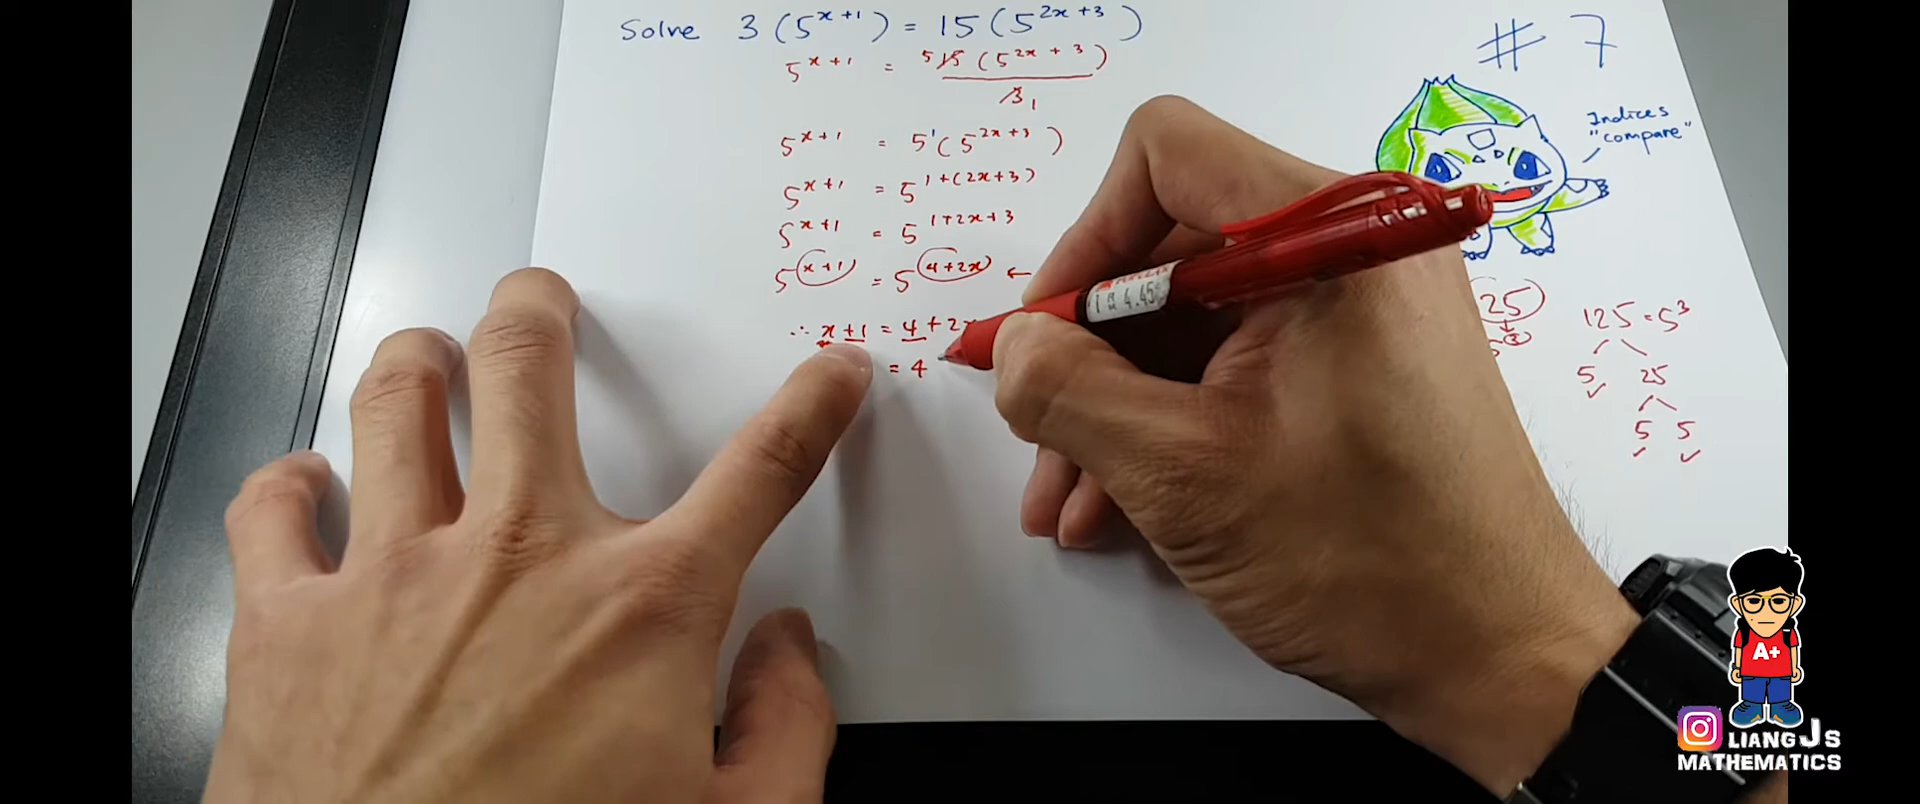 Solve 3(5^{x+1}) = 15(5^{2x+3})
# 7
5^{x+1} = 5 15(5^{2x+3})
3 1
Indices
"compare"
5^{x+1} = 5^1(5^{2x+3})
5^{x+1} = 5^{1+(2x+3)}
5^{x+1} = 5^{1+2x+3}
5^{(x+1)} = 5^{(4+2x)} ←
25
125 = 5^3
∴ x+1 = 4 + 2x
= 4
5 25
5 5
A+
LIANGJS
MATHEMATICS